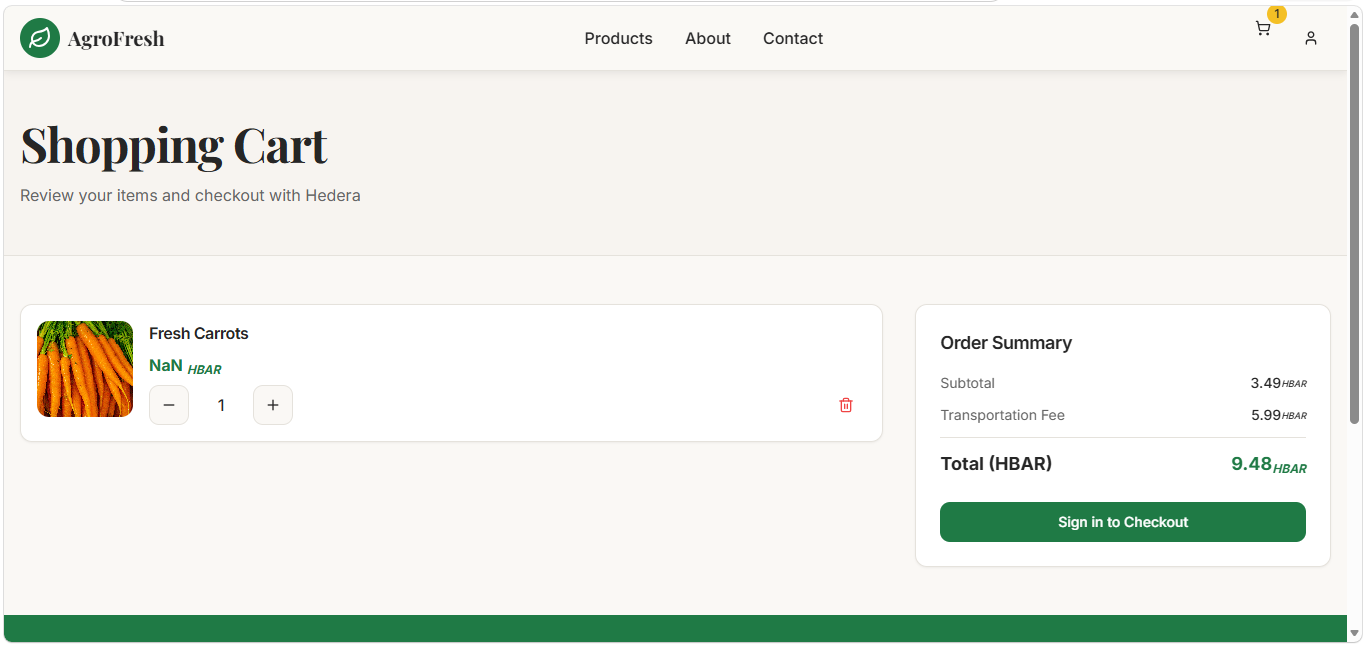 AgroFresh
Products About Contact
1
Shopping Cart
Review your items and checkout with Hedera
Fresh Carrots
NaN HBAR
− 1 +
Order Summary
Subtotal 3.49HBAR
Transportation Fee 5.99HBAR
Total (HBAR) 9.48HBAR
Sign in to Checkout